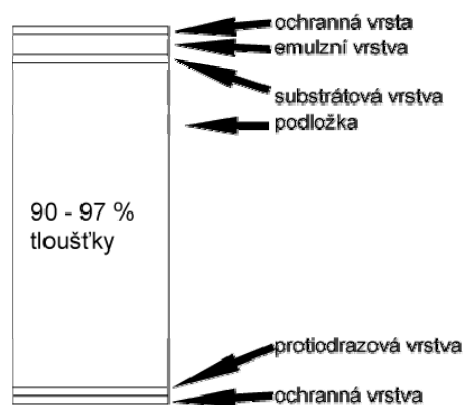 ochranná vrsta
emulzní vrstva
substrátová vrstva
podložka
90 - 97 %
tloušťky
protiodrazová vrstva
ochranná vrstva